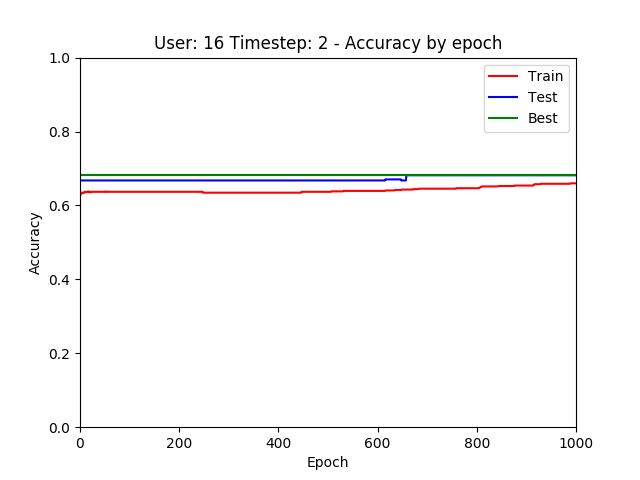 User: 16 Timestep: 2 - Accuracy by epoch
1.0
0.8
0.6
0.4
0.2
0.0
Accuracy
Train
Test
Best
0 200 400 600 800 1000
Epoch